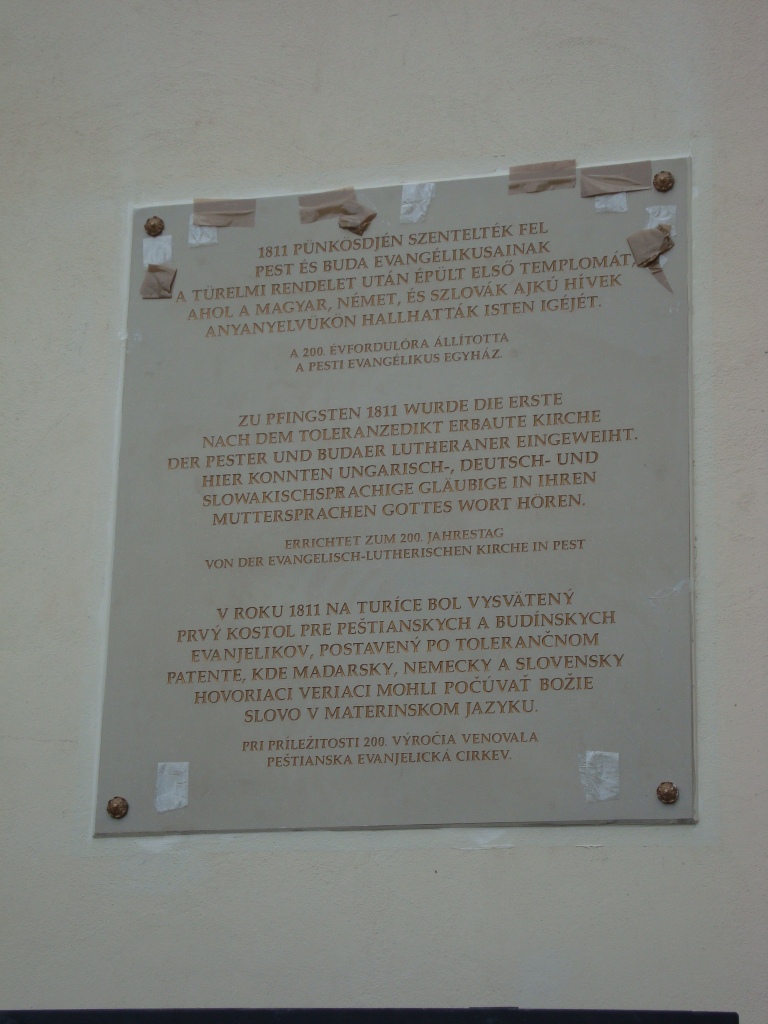 1811 PÜNKÖSDJÉN SZENTELTÉK FEL
PEST ÉS BUDA EVANGÉLIKUSAINAK
A TÜRELMI RENDELET UTÁN ÉPÜLT ELSŐ TEMPLOMÁT,
AHOL A MAGYAR, NÉMET, ÉS SZLOVÁK AJKÚ HÍVEK
ANYANYELVÜKÖN HALLHATTÁK ISTEN IGÉJÉT.
A 200. ÉVFORDULÓRA ÁLLÍTOTTA
A PESTI EVANGÉLIKUS EGYHÁZ.
ZU PFINGSTEN 1811 WURDE DIE ERSTE
NACH DEM TOLERANZEDIKT ERBAUTE KIRCHE
DER PESTER UND BUDAER LUTHERANER EINGEWEIHT.
HIER KONNTEN UNGARISCH-, DEUTSCH- UND
SLOWAKISCHSPRACHIGE GLÄUBIGE IN IHREN
MUTTERSPRACHEN GOTTES WORT HÖREN.
ERRICHTET ZUM 200. JAHRESTAG
VON DER EVANGELISCH-LUTHERISCHEN KIRCHE IN PEST
V ROKU 1811 NA TURÍCE BOL VYSVÄTENÝ
PRVÝ KOSTOL PRE PEŠTIANSKYCH A BUDÍNSKYCH
EVANJELIKOV, POSTAVENÝ PO TOLERANČNOM
PATENTE, KDE MADARSKY, NEMECKY A SLOVENSKY
HOVORIACI VERIACI MOHLI POČÚVAŤ BOŽIE
SLOVO V MATERINSKOM JAZYKU.
PRI PRÍLEŽITOSTI 200. VÝROČIA VENOVALA
PEŠTIANSKA EVANJELICKÁ CIRKEV.